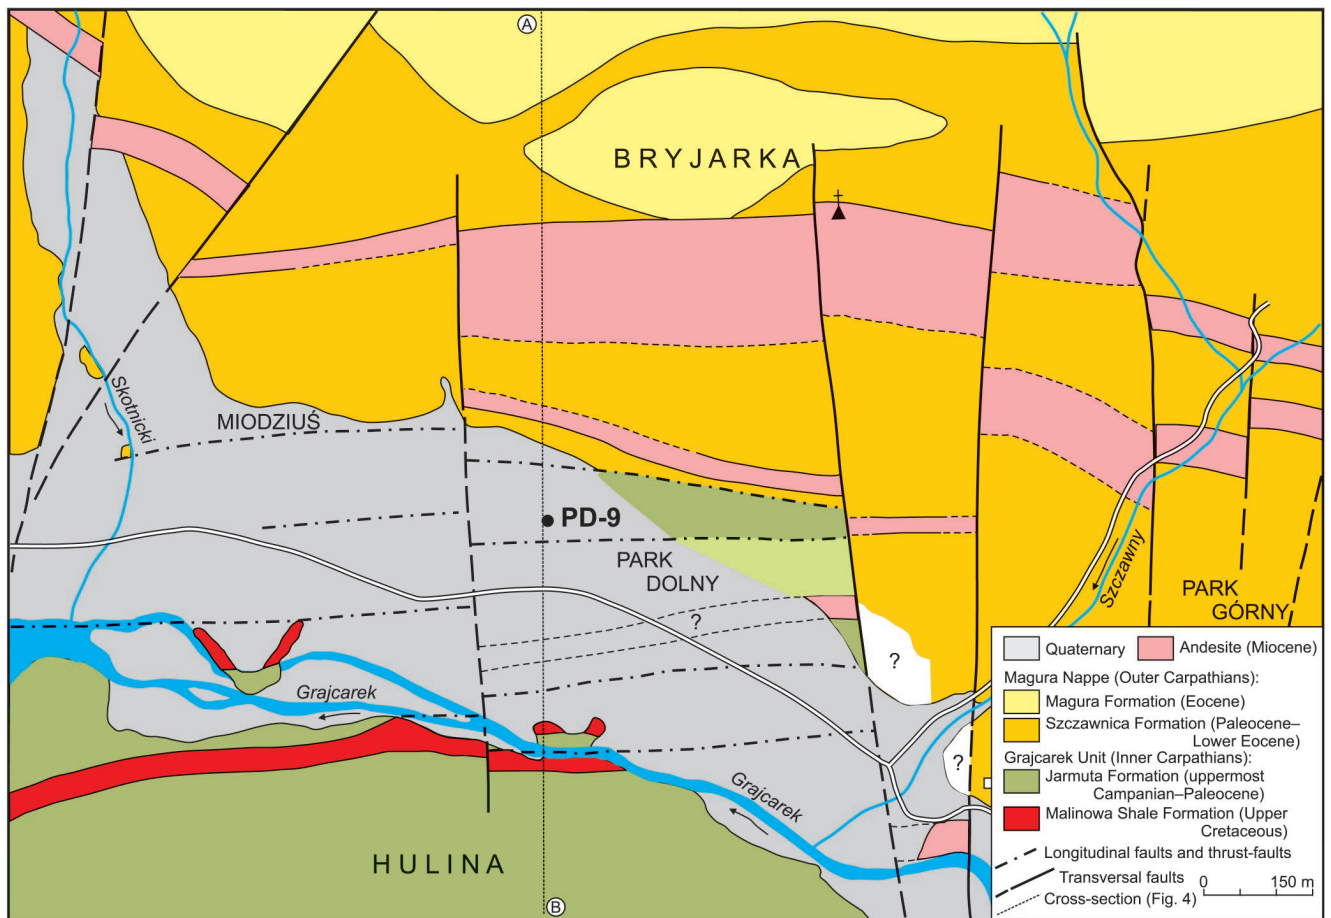 A
BRYJARKA
Skotnicki
MIODZIUŚ
PD-9
PARK
DOLNY
Szczawny
PARK
GÓRNY
?
?
?
Grajcarek
Grajcarek
HULINA
B
Quaternary
Andesite (Miocene)
Magura Nappe (Outer Carpathians):
Magura Formation (Eocene)
Szczawnica Formation (Paleocene–
Lower Eocene)
Grajcarek Unit (Inner Carpathians):
Jarmuta Formation (uppermost
Campanian–Paleocene)
Malinowa Shale Formation (Upper
Cretaceous)
Longitudinal faults and thrust-faults
Transversal faults
Cross-section (Fig. 4)
0 150 m